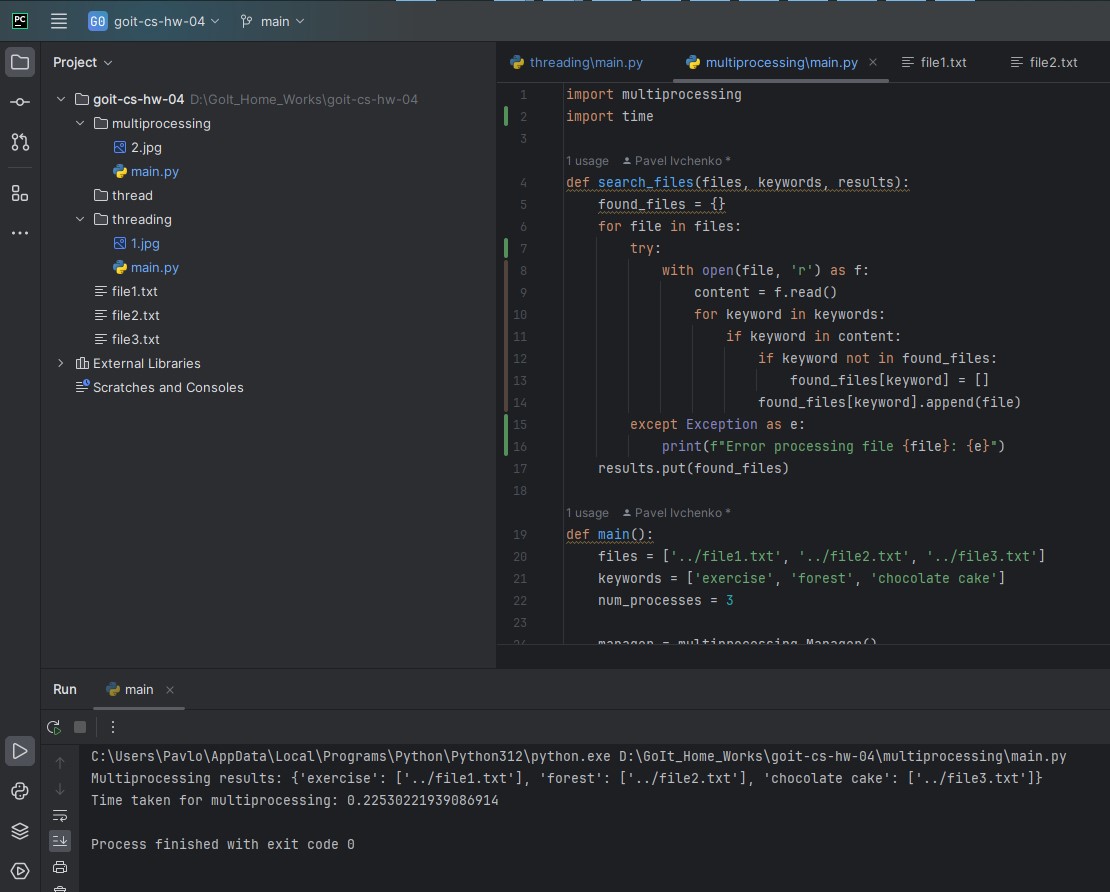 PC GO goit-cs-hw-04 main
Project
goit-cs-hw-04 D:\GoIt_Home_Works\goit-cs-hw-04
multiprocessing
2.jpg
main.py
thread
threading
1.jpg
main.py
file1.txt
file2.txt
file3.txt
External Libraries
Scratches and Consoles
threading\main.py multiprocessing\main.py file1.txt file2.txt
1 import multiprocessing
2 import time
3
1 usage Pavel Ivchenko *
4 def search_files(files, keywords, results):
5 found_files = {}
6 for file in files:
7 try:
8 with open(file, 'r') as f:
9 content = f.read()
10 for keyword in keywords:
11 if keyword in content:
12 if keyword not in found_files:
13 found_files[keyword] = []
14 found_files[keyword].append(file)
15 except Exception as e:
16 print(f"Error processing file {file}: {e}")
17 results.put(found_files)
18
1 usage Pavel Ivchenko *
19 def main():
20 files = ['../file1.txt', '../file2.txt', '../file3.txt']
21 keywords = ['exercise', 'forest', 'chocolate cake']
22 num_processes = 3
23
24 manager = multiprocessing.Manager()
Run main
C:\Users\Pavlo\AppData\Local\Programs\Python\Python312\python.exe D:\GoIt_Home_Works\goit-cs-hw-04\multiprocessing\main.py
Multiprocessing results: {'exercise': ['../file1.txt'], 'forest': ['../file2.txt'], 'chocolate cake': ['../file3.txt']}
Time taken for multiprocessing: 0.22530221939086914
Process finished with exit code 0